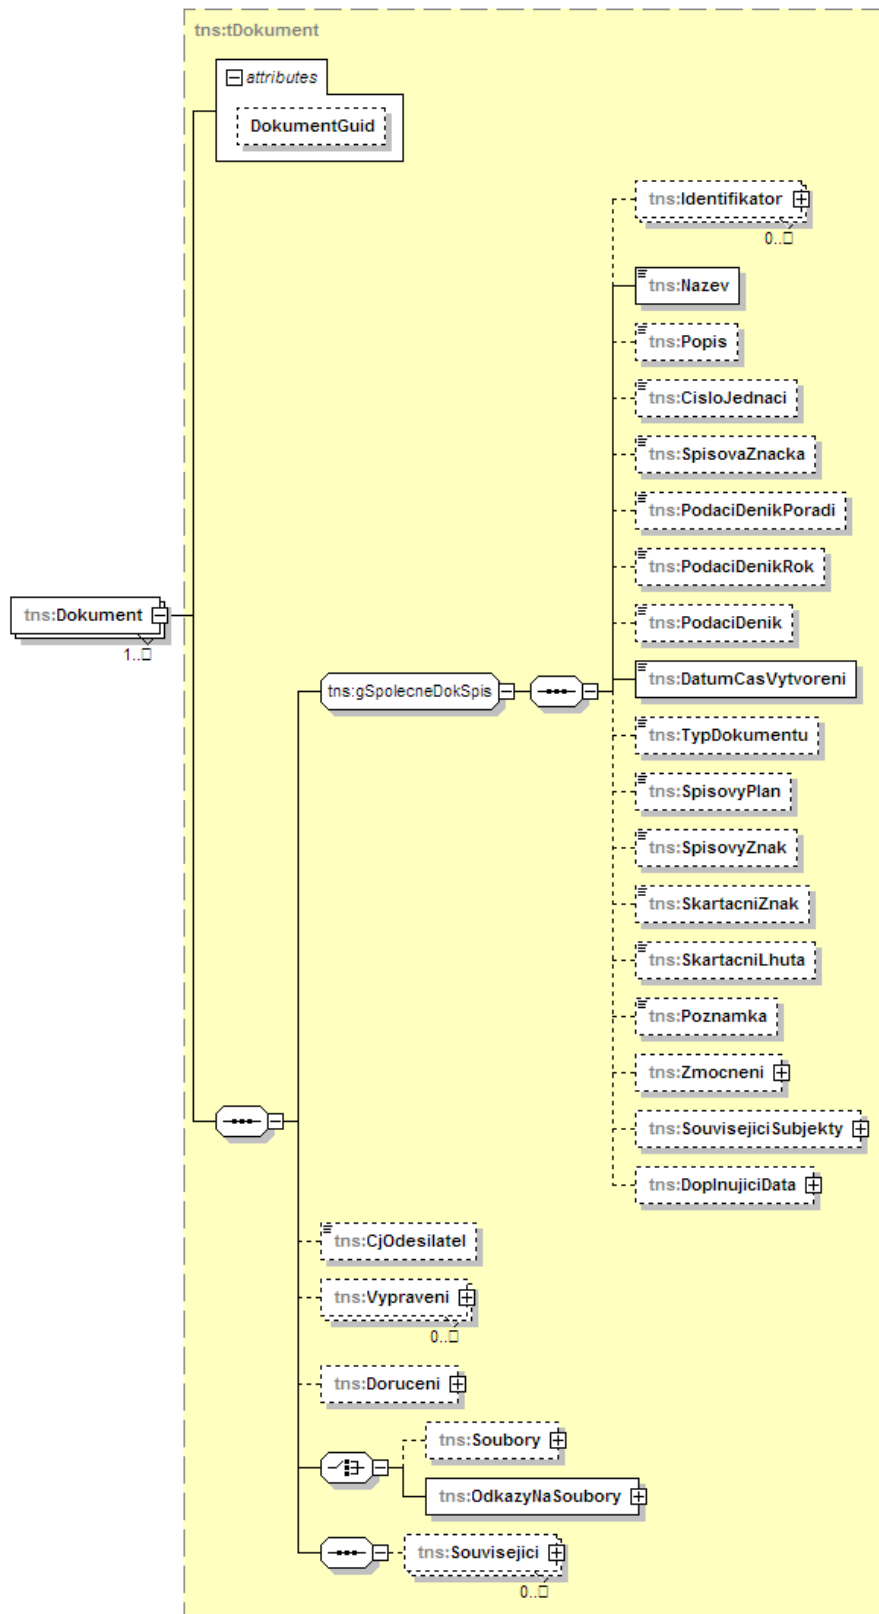 tns:tDokument
attributes
DokumentGuid
tns:Identifikator
0..□
tns:Nazev
tns:Popis
tns:CisloJednaci
tns:SpisovaZnacka
tns:PodaciDenikPoradi
tns:PodaciDenikRok
tns:PodaciDenik
tns:Dokument
1..□
tns:gSpolecneDokSpis
tns:DatumCasVytvoreni
tns:TypDokumentu
tns:SpisovyPlan
tns:SpisovyZnak
tns:SkartacniZnak
tns:SkartacniLhuta
tns:Poznamka
tns:Zmocneni
tns:SouvisejiciSubjekty
tns:DoplnujiciData
tns:CjOdesilatel
tns:Vypraveni
0..□
tns:Doruceni
tns:Soubory
tns:OdkazyNaSoubory
tns:Souvisejici
0..□